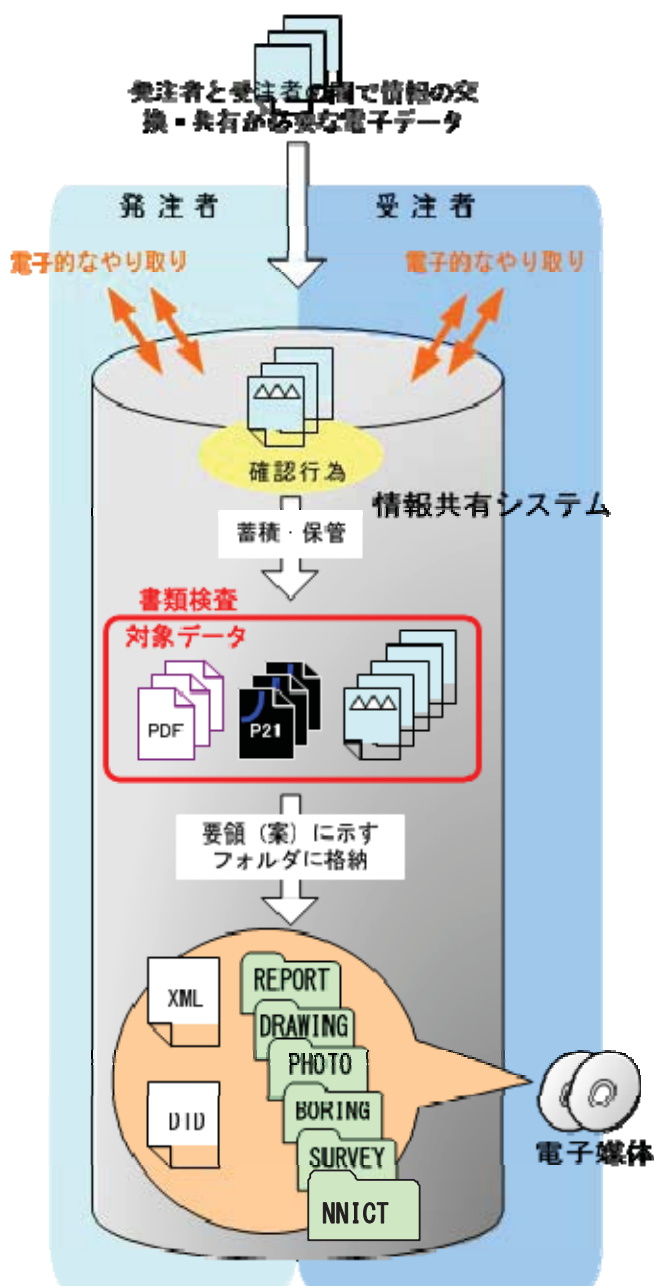 発注者と受注者の間で情報の交
換・共有が必要な電子データ
発注者
受注者
電子的なやり取り
電子的なやり取り
確認行為
情報共有システム
蓄積・保管
書類検査
対象データ
PDF
P21
要領（案）に示す
フォルダに格納
XML
REPORT
DRAWING
PHOTO
DTD
BORING
SURVEY
NNICT
電子媒体